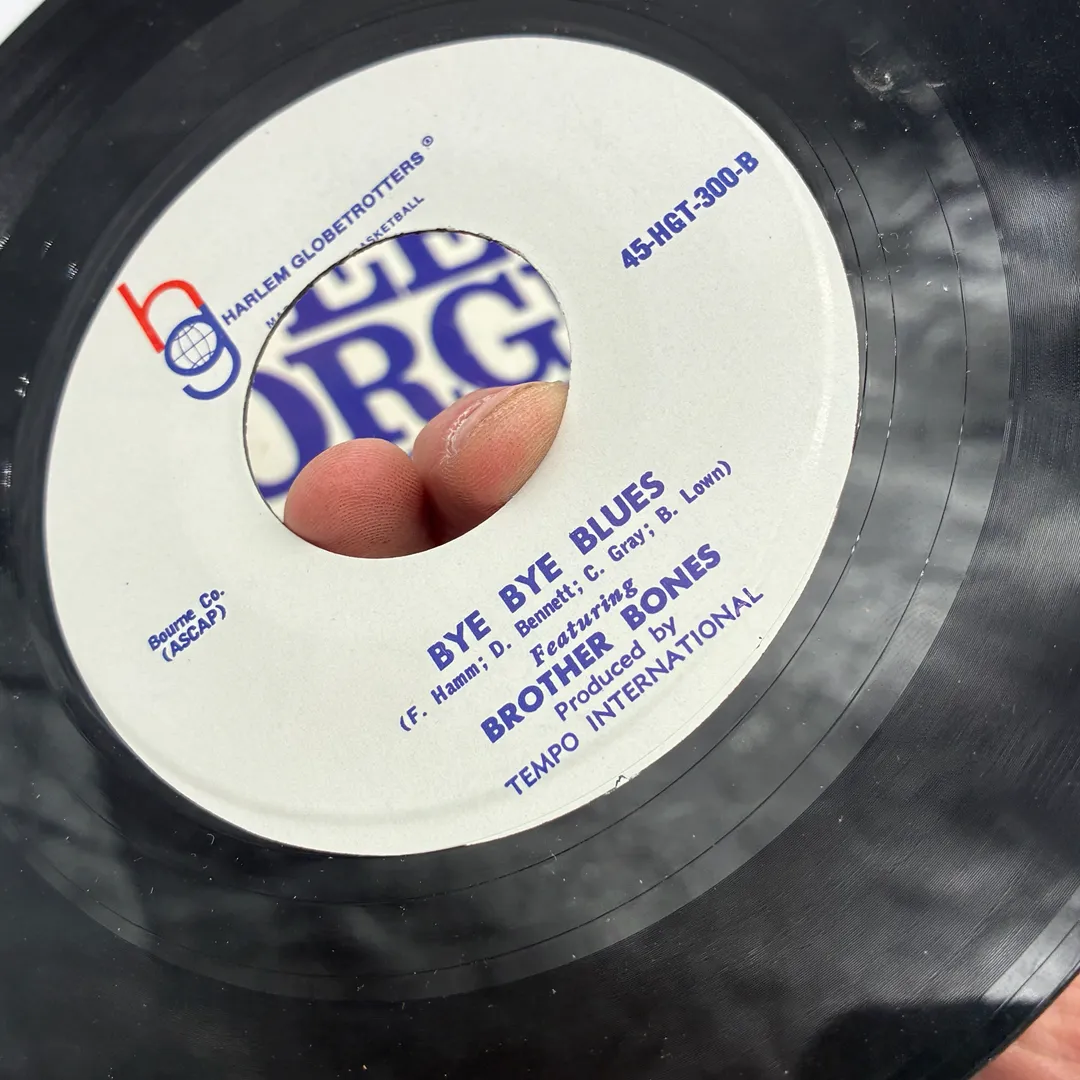 hg HARLEM GLOBETROTTERS®
BASKETBALL
45-HGT-300-B
ORG
Bourne Co.
(ASCAP)
BYE BYE BLUES
(F. Hamm; D. Bennett; C. Gray; B. Lown)
Featuring
BROTHER BONES
Produced by
TEMPO INTERNATIONAL